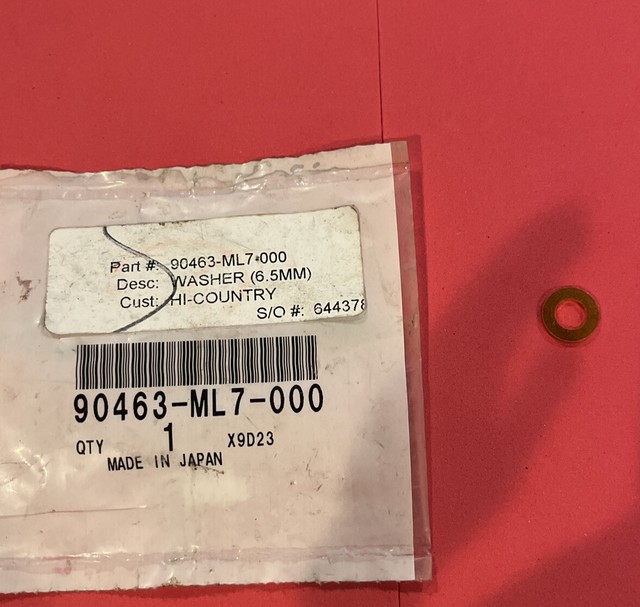 Part #: 90463-ML7-000
Desc: WASHER (6.5MM)
Cust: HI-COUNTRY
S/O #: 644378
90463-ML7-000
QTY 1 X9D23
MADE IN JAPAN